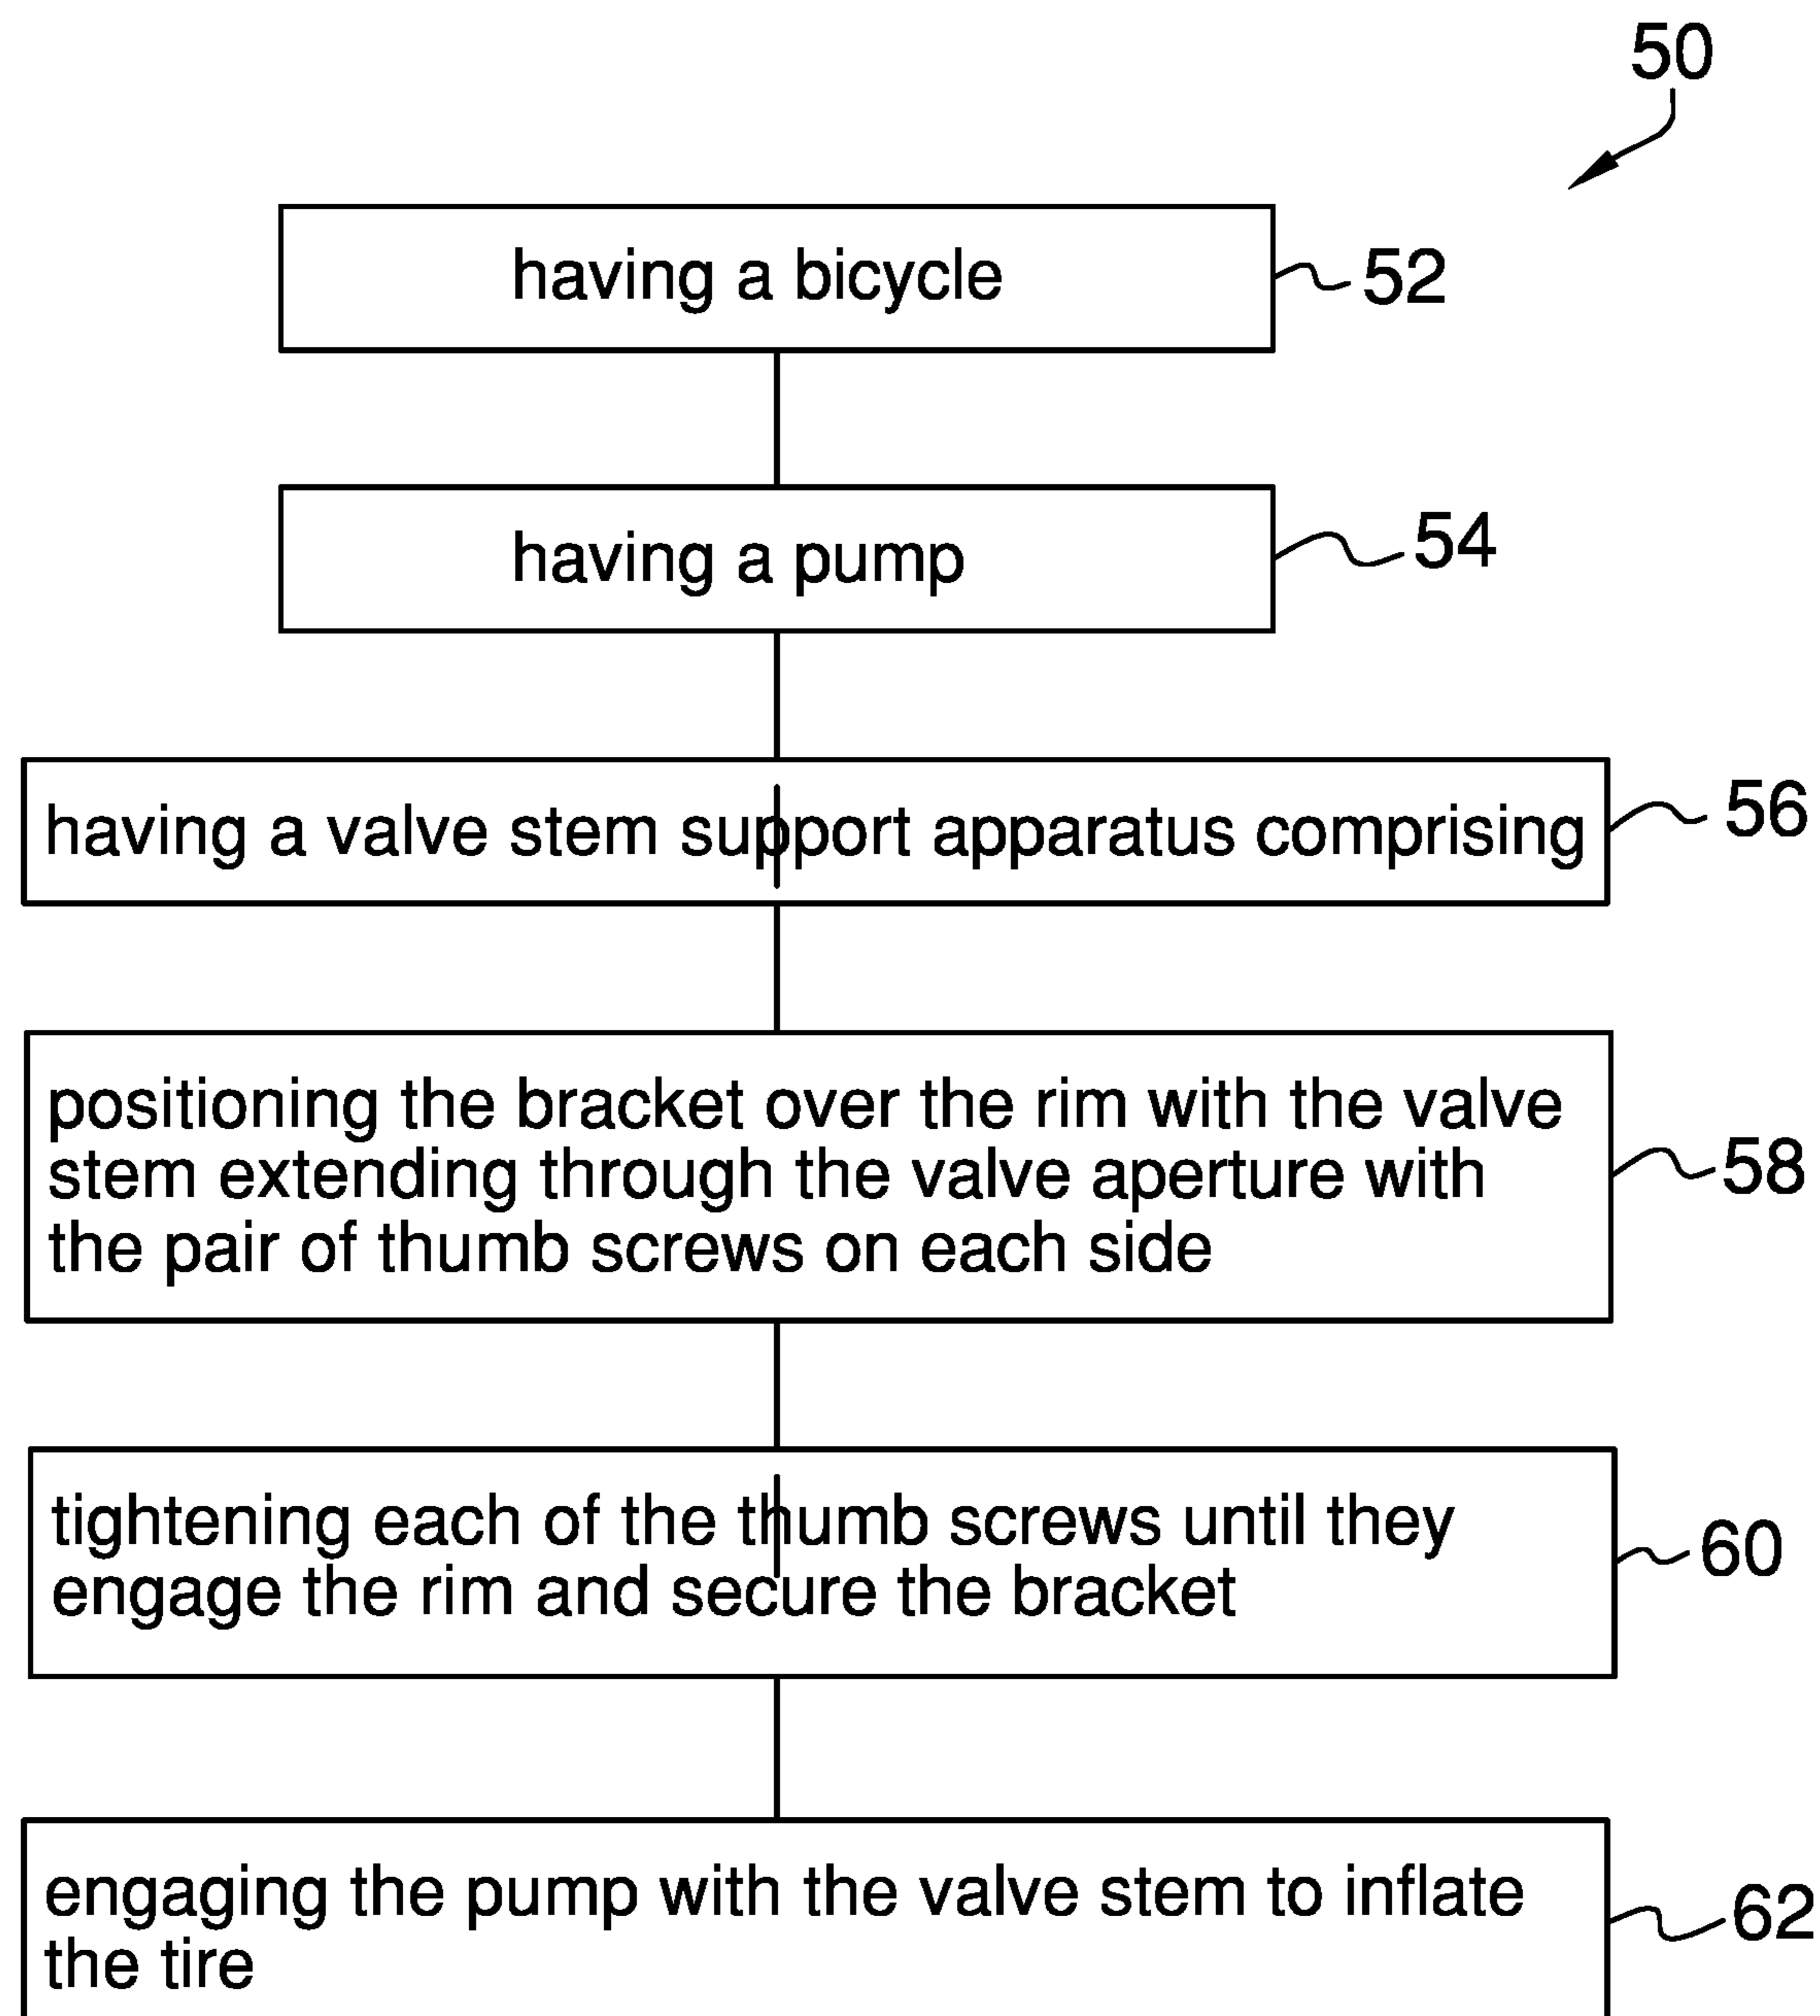 50
having a bicycle
52
having a pump
54
having a valve stem support apparatus comprising
56
positioning the bracket over the rim with the valve
stem extending through the valve aperture with
the pair of thumb screws on each side
58
tightening each of the thumb screws until they
engage the rim and secure the bracket
60
engaging the pump with the valve stem to inflate
the tire
62